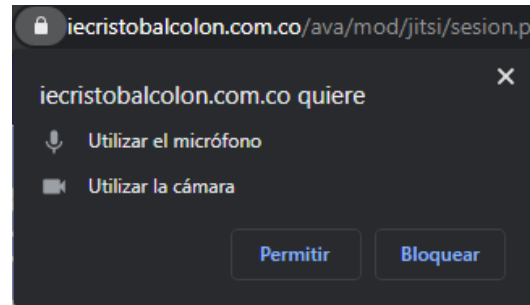 iecristobalcolon.com.co/ava/mod/jitsi/sesion.p
iecristobalcolon.com.co quiere
Utilizar el micrófono
Utilizar la cámara
Permitir Bloquear